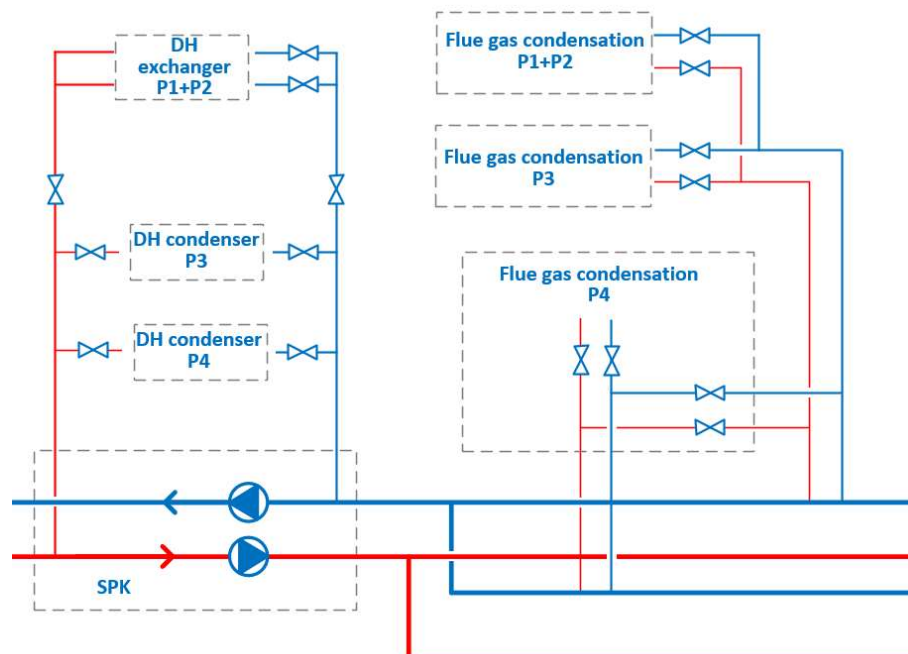 DH
exchanger
P1+P2
Flue gas condensation
P1+P2
Flue gas condensation
P3
DH condenser
P3
Flue gas condensation
P4
DH condenser
P4
SPK